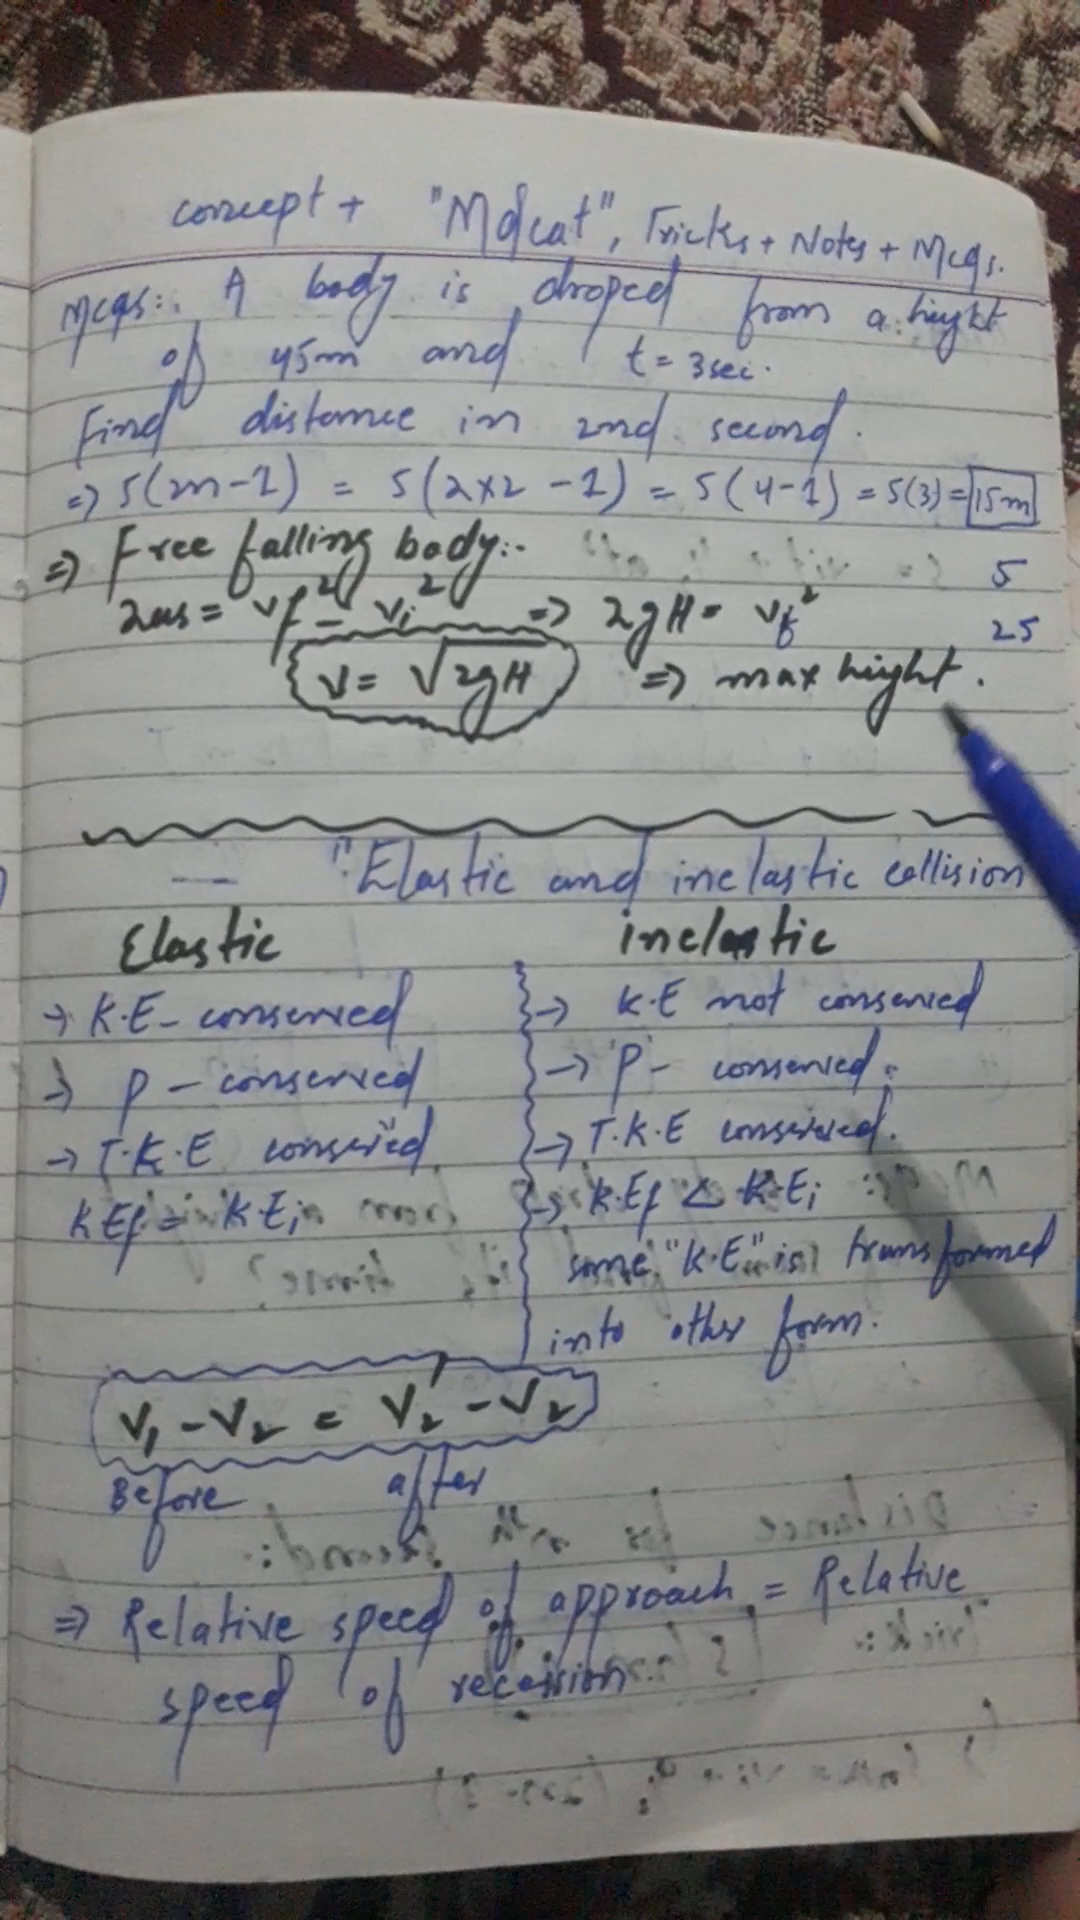 concept + "Mdcat", Tricks + Notes + Mcqs.
Mcqs:. A body is droped from a hight
of 45m and t = 3sec.
Find distance in 2nd second.
=> 5(2n-1) = 5(2x2 -1) = 5(4-1) = 5(3) = 15m
=> Free falling body:-
5
2as = vf² - vi² => 2gH = vf²
25
v = √2gH => max hight.
"Elastic and inelastic collision
Elastic
inelastic
-> K.E - conserved
-> P - conserved
-> T.K.E conserved
KEf = KEi
-> K.E not conserved
-> P - conserved.
-> T.K.E conserved.
-> K.Ef < K.Ei
some "K.E" is transformed
into other form.
V₁ - V₂ = V₂' - V₂
Before after
=> Relative speed of approach = Relative
speed of recession.